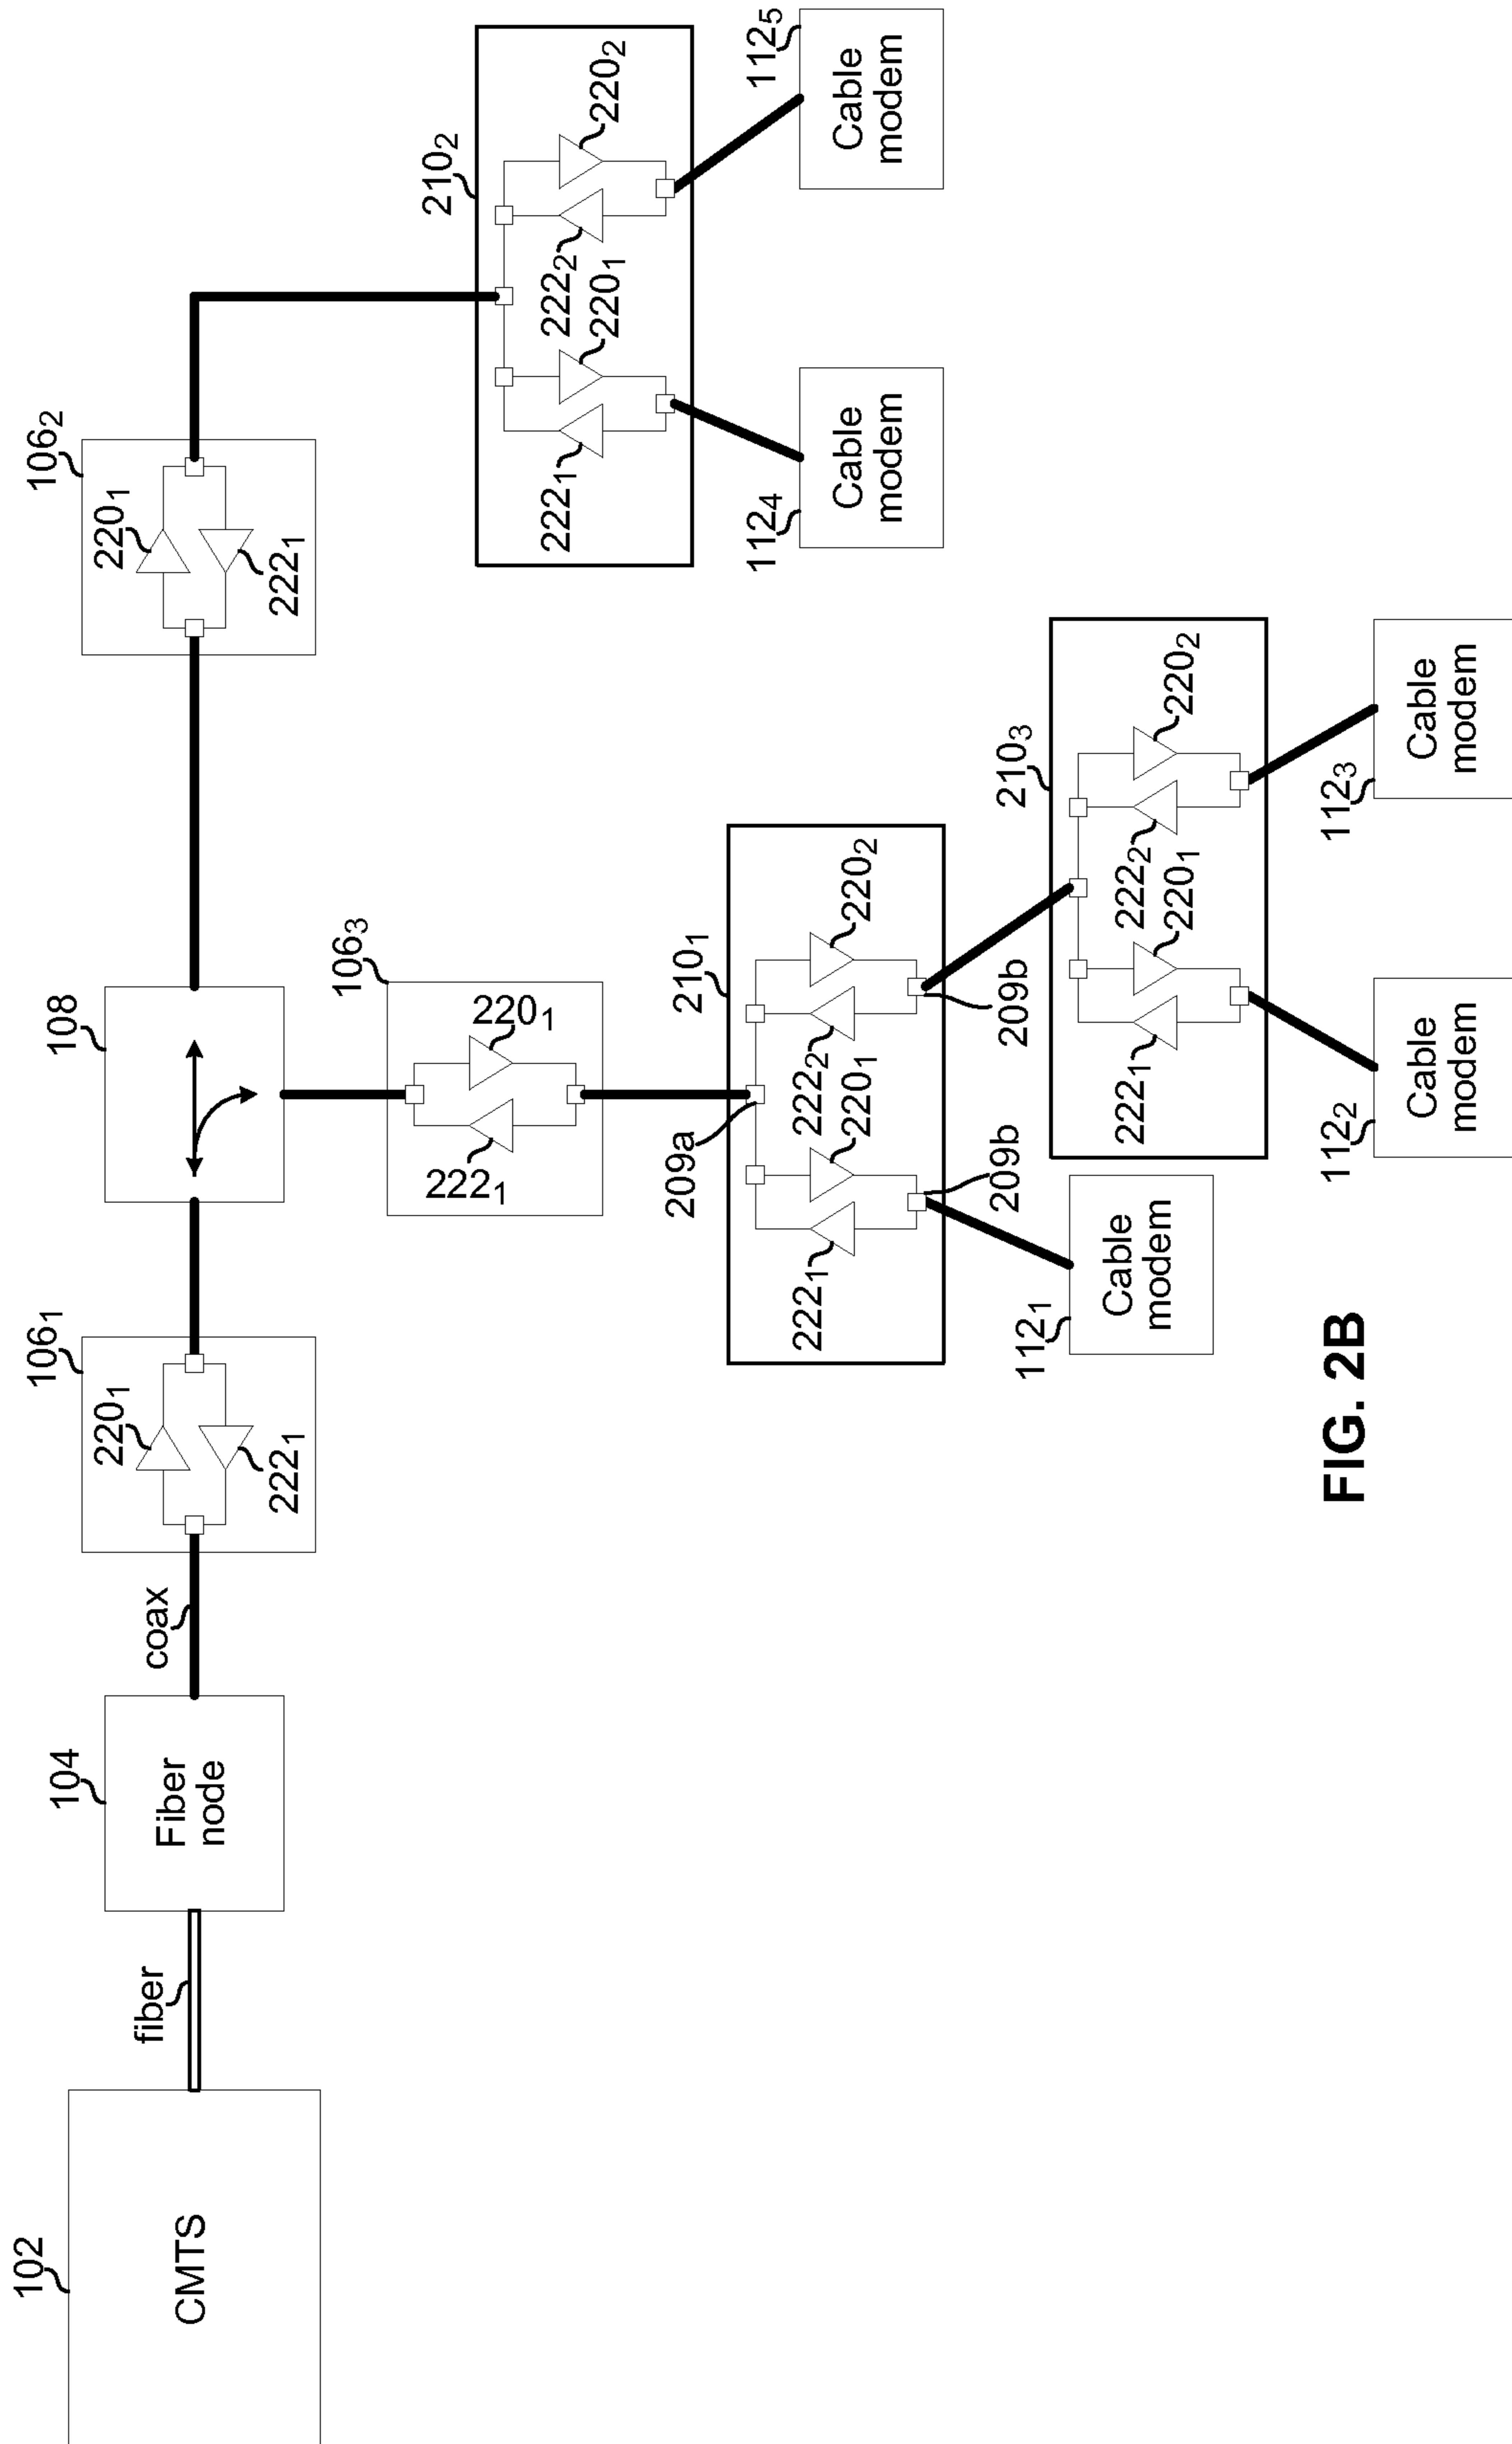 102
CMTS
fiber
104
Fiber
node
coax
106₁
220₁
222₁
108
106₂
220₁
222₁
106₃
220₁
222₁
210₂
222₁
220₁
222₂
220₂
112₄
Cable
modem
112₅
Cable
modem
210₁
209a
222₁
220₁
222₂
220₂
209b
209b
112₁
Cable
modem
210₃
222₁
220₁
222₂
220₂
112₂
Cable
modem
112₃
Cable
modem
FIG. 2B